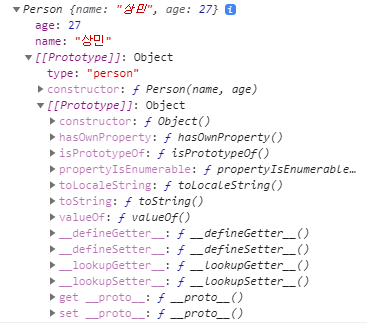 Person {name: "상민", age: 27} i
age: 27
name: "상민"
[[Prototype]]: Object
type: "person"
constructor: ƒ Person(name, age)
[[Prototype]]: Object
constructor: ƒ Object()
hasOwnProperty: ƒ hasOwnProperty()
isPrototypeOf: ƒ isPrototypeOf()
propertyIsEnumerable: ƒ propertyIsEnumerable…
toLocaleString: ƒ toLocaleString()
toString: ƒ toString()
valueOf: ƒ valueOf()
__defineGetter__: ƒ __defineGetter__()
__defineSetter__: ƒ __defineSetter__()
__lookupGetter__: ƒ __lookupGetter__()
__lookupSetter__: ƒ __lookupSetter__()
get __proto__: ƒ __proto__()
set __proto__: ƒ __proto__()